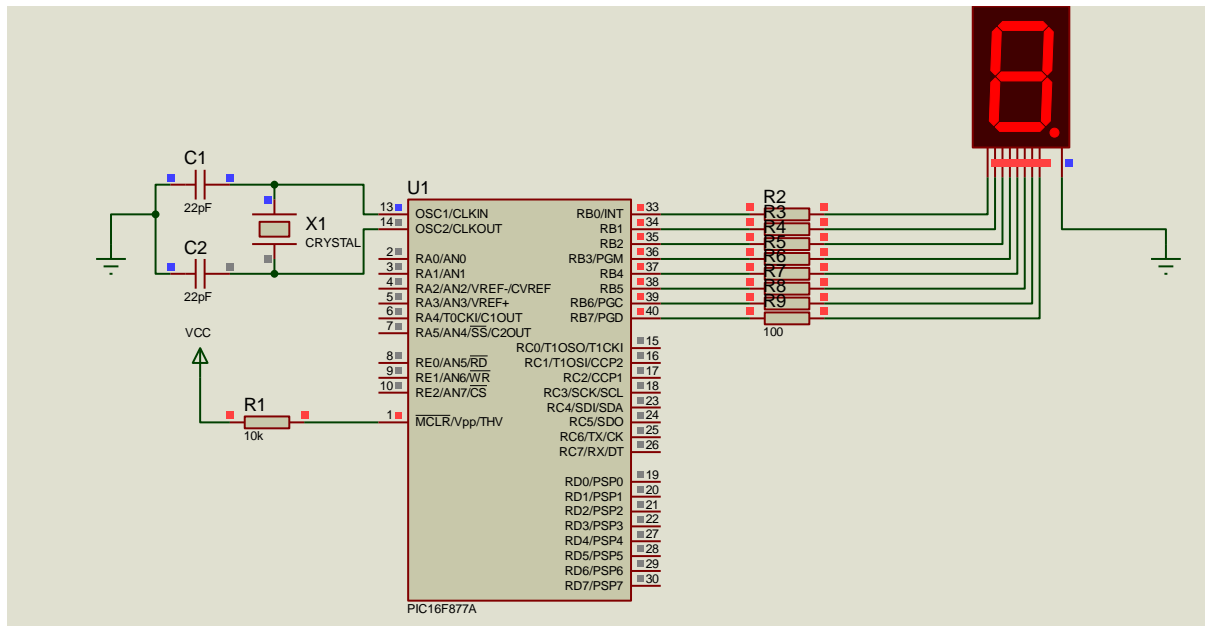 C1
22pF
X1
CRYSTAL
C2
22pF
VCC
R1
10k
U1
13
OSC1/CLKIN
14
OSC2/CLKOUT
2
RA0/AN0
3
RA1/AN1
4
RA2/AN2/VREF-/CVREF
5
RA3/AN3/VREF+
6
RA4/T0CKI/C1OUT
7
RA5/AN4/SS/C2OUT
8
RE0/AN5/RD
9
RE1/AN6/WR
10
RE2/AN7/CS
1
MCLR/Vpp/THV
RB0/INT
33
RB1
34
RB2
35
RB3/PGM
36
RB4
37
RB5
38
RB6/PGC
39
RB7/PGD
40
RC0/T1OSO/T1CKI
15
RC1/T1OSI/CCP2
16
RC2/CCP1
17
RC3/SCK/SCL
18
RC4/SDI/SDA
23
RC5/SDO
24
RC6/TX/CK
25
RC7/RX/DT
26
RD0/PSP0
19
RD1/PSP1
20
RD2/PSP2
21
RD3/PSP3
22
RD4/PSP4
27
RD5/PSP5
28
RD6/PSP6
29
RD7/PSP7
30
PIC16F877A
R2
R3
R4
R5
R6
R7
R8
R9
100
8.